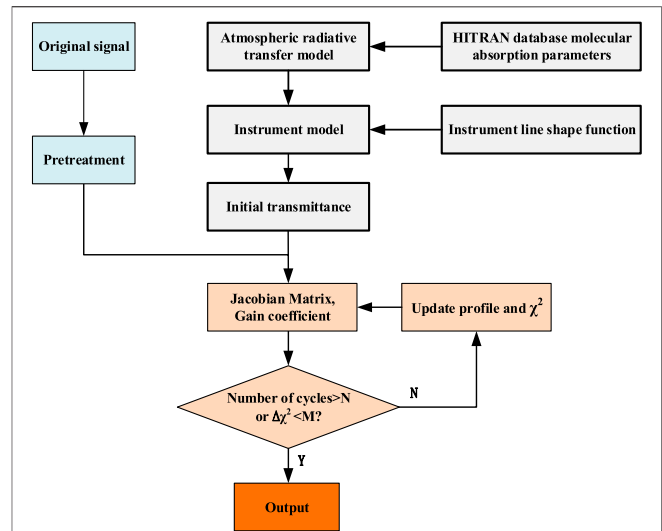 Original signal
Pretreatment
Atmospheric radiative
transfer model
HITRAN database molecular
absorption parameters
Instrument model
Instrument line shape function
Initial transmittance
Jacobian Matrix,
Gain coefficient
Update profile and χ²
Number of cycles>N
or Δχ² <M?
N
Y
Output